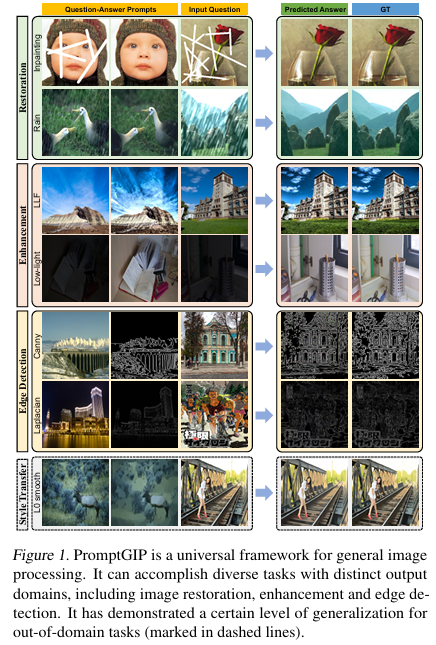 Question-Answer Prompts
Input Question
Predicted Answer
GT
Restoration
Inpainting
Rain
Enhancement
LLF
Low-light
Edge Detection
Canny
Laplacian
Style Transfer
L0 smooth
Figure 1. PromptGIP is a universal framework for general image
processing. It can accomplish diverse tasks with distinct output
domains, including image restoration, enhancement and edge de-
tection. It has demonstrated a certain level of generalization for
out-of-domain tasks (marked in dashed lines).